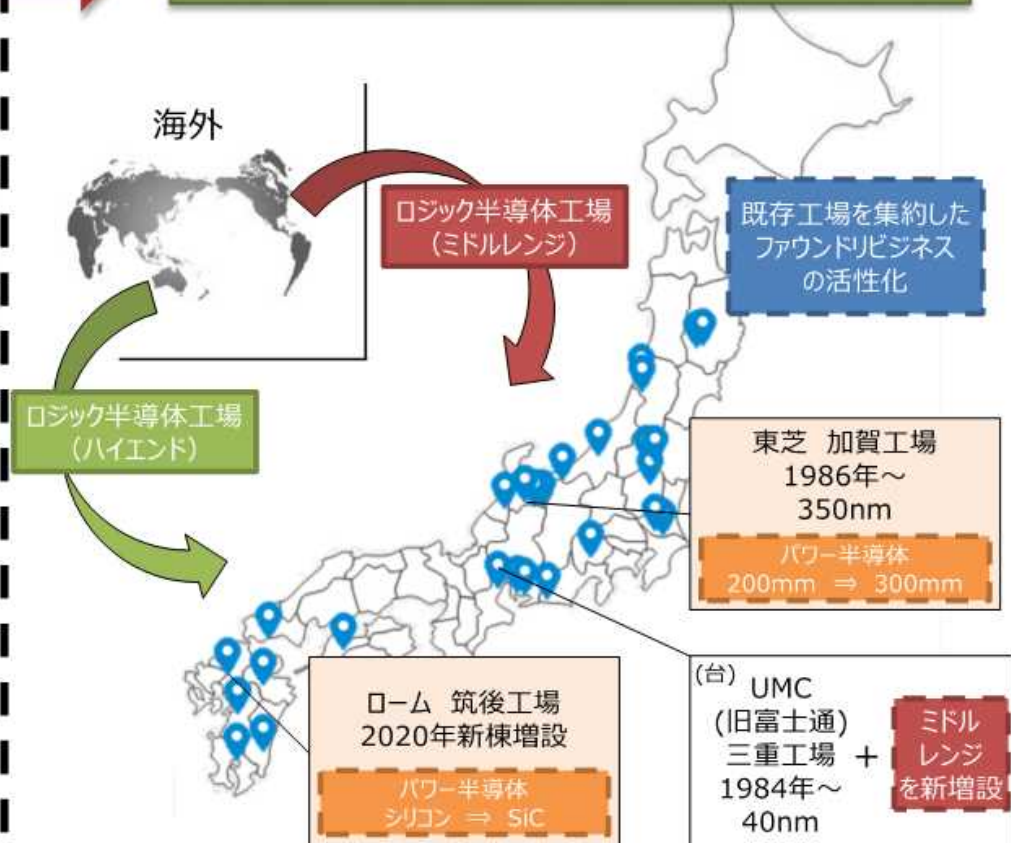 海外
ロジック半導体工場
(ミドルレンジ)
既存工場を集約した
ファウンドリビジネス
の活性化
ロジック半導体工場
(ハイエンド)
東芝 加賀工場
1986年～
350nm
パワー半導体
200mm ⇒ 300mm
ローム 筑後工場
2020年新棟増設
パワー半導体
シリコン ⇒ SiC
(台)
UMC
(旧富士通)
三重工場
1984年～
40nm
+
ミドル
レンジ
を新増設